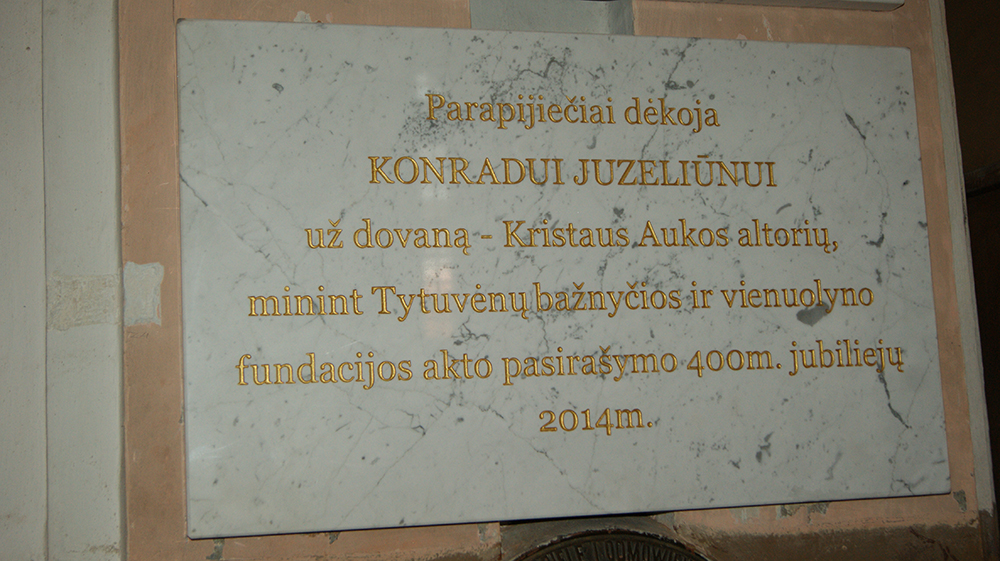 Parapijiečiai dėkoja
KONRADUI JUZELIŪNUI
už dovaną - Kristaus Aukos altorių,
minint Tytuvėnų bažnyčios ir vienuolyno
fundacijos akto pasirašymo 400m. jubiliejų
2014m.